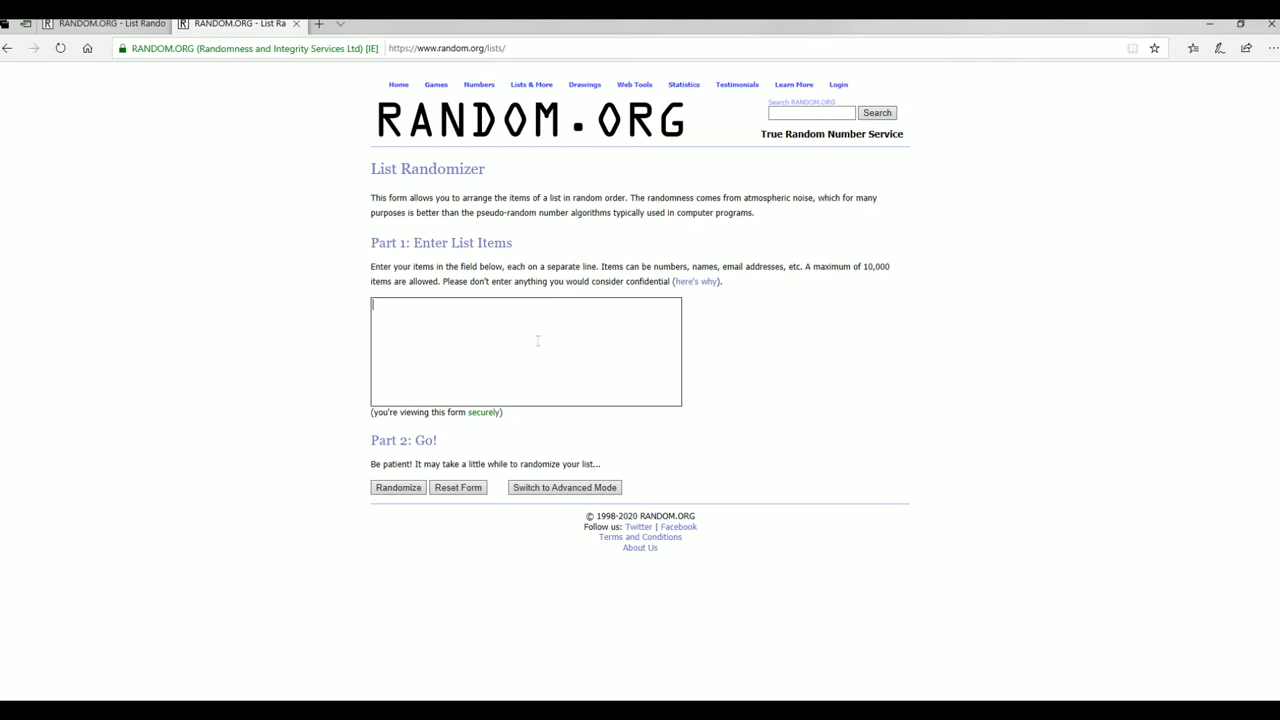 RANDOM.ORG - List Rando
RANDOM.ORG - List Ra
RANDOM.ORG (Randomness and Integrity Services Ltd) [IE]
https://www.random.org/lists/
Home Games Numbers Lists & More Drawings Web Tools Statistics Testimonials Learn More Login
RANDOM.ORG
Search RANDOM.ORG
Search
True Random Number Service
List Randomizer
This form allows you to arrange the items of a list in random order. The randomness comes from atmospheric noise, which for many
purposes is better than the pseudo-random number algorithms typically used in computer programs.
Part 1: Enter List Items
Enter your items in the field below, each on a separate line. Items can be numbers, names, email addresses, etc. A maximum of 10,000
items are allowed. Please don't enter anything you would consider confidential (here's why).
(you're viewing this form securely)
Part 2: Go!
Be patient! It may take a little while to randomize your list...
Randomize Reset Form Switch to Advanced Mode
© 1998-2020 RANDOM.ORG
Follow us: Twitter | Facebook
Terms and Conditions
About Us